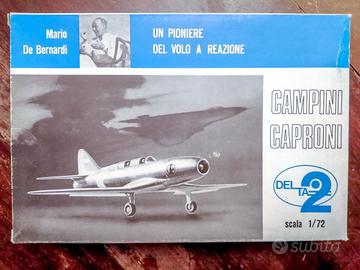 Mario
De Bernardi
UN PIONIERE
DEL VOLO A REAZIONE
CAMPINI
CAPRONI
DELTA
2
scala 1/72
subito